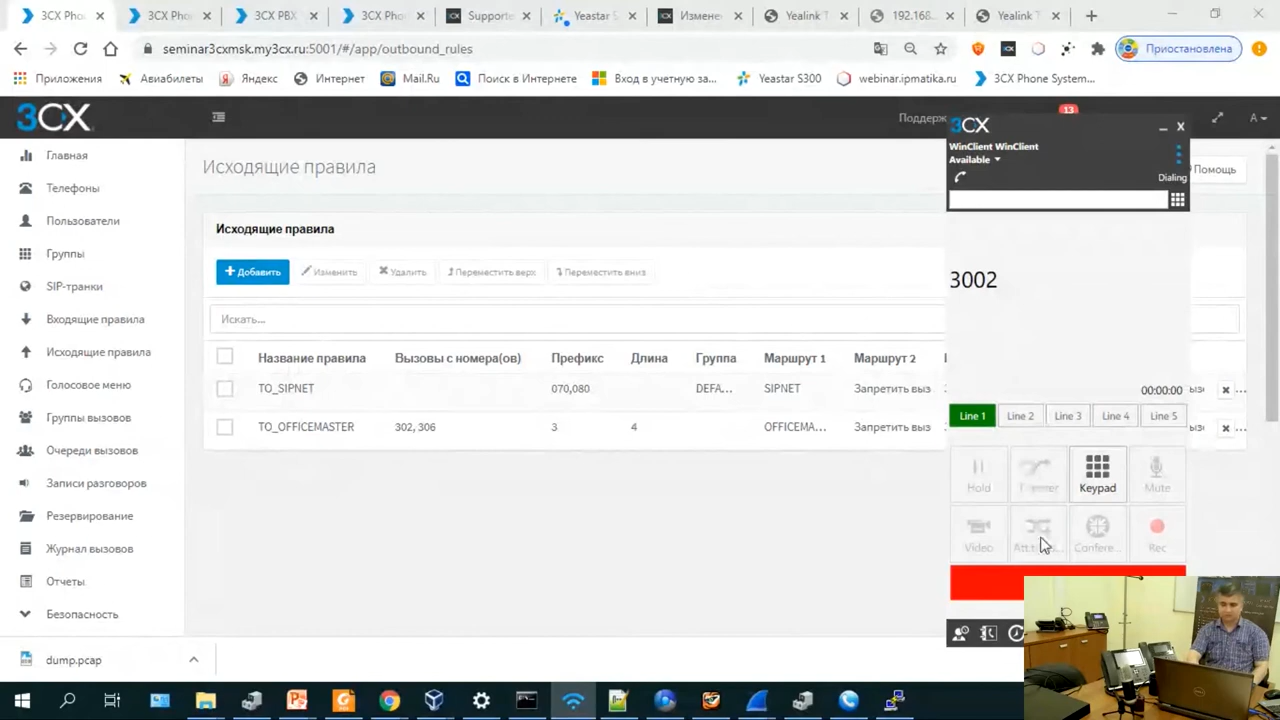 3CX Pho
3CX Pho
3CX PBX
3CX Pho
Supporte
Yeastar S
Измене
Yealink T
192.168.
Yealink T
seminar3cxmsk.my3cx.ru:5001/#/app/outbound_rules
Приостановлена
Приложения
Авиабилеты
Яндекс
Интернет
Mail.Ru
Поиск в Интернете
Вход в учетную за...
Yeastar S300
webinar.ipmatika.ru
3CX Phone System...
3CX
Поддерж
13
A
Главная
Телефоны
Пользователи
Группы
SIP-транки
Входящие правила
Исходящие правила
Голосовое меню
Группы вызовов
Очереди вызовов
Записи разговоров
Резервирование
Журнал вызовов
Отчеты
Безопасность
Исходящие правила
Помощь
Исходящие правила
+ Добавить
Изменить
Удалить
Переместить верх
Переместить вниз
Искать...
Название правила Вызовы с номера(ов) Префикс Длина Группа Маршрут 1 Маршрут 2
TO_SIPNET 070,080 DEFA... SIPNET Запретить выз
TO_OFFICEMASTER 302, 306 3 4 OFFICEMA... Запретить выз
3CX
WinClient WinClient
Available
Dialing
3002
00:00:00
Line 1 Line 2 Line 3 Line 4 Line 5
Hold Keypad Mute
Video Confere... Rec
dump.pcap